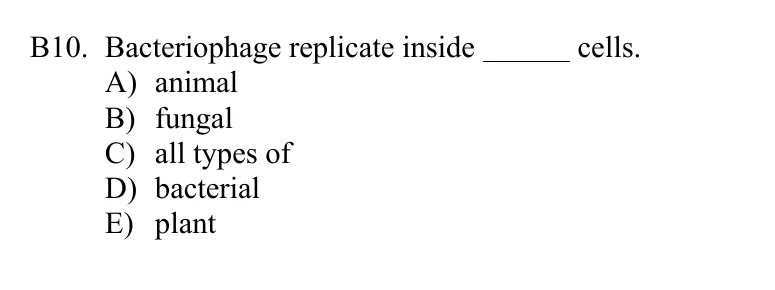 B10. Bacteriophage replicate inside ______ cells.
A) animal
B) fungal
C) all types of
D) bacterial
E) plant